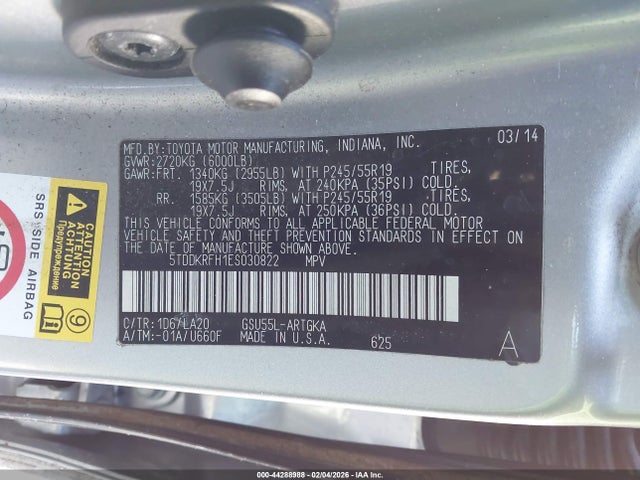 MFD.BY:TOYOTA MOTOR MANUFACTURING, INDIANA, INC. 03/14
GVWR:2720KG (6000LB)
GAWR:FRT. 1340KG (2955LB) WITH P245/55R19 TIRES,
19X7.5J RIMS, AT 240KPA (35PSI) COLD.
RR. 1585KG (3505LB) WITH P245/55R19 TIRES,
19X7.5J RIMS, AT 250KPA (36PSI) COLD.
THIS VEHICLE CONFORMS TO ALL APPLICABLE FEDERAL MOTOR
VEHICLE SAFETY AND THEFT PREVENTION STANDARDS IN EFFECT ON
THE DATE OF MANUFACTURE SHOWN ABOVE.
5TDDKRFH1ES030822 MPV
C/TR:1D6/LA20 GSU55L-ARTGKA
A/TM:-01A/U660F MADE IN U.S.A. 625 A
SRS SIDE AIRBAG
ATTENTION
ACHTUNG
Предупреждение
000-44288988 - 02/04/2026 - IAA Inc.